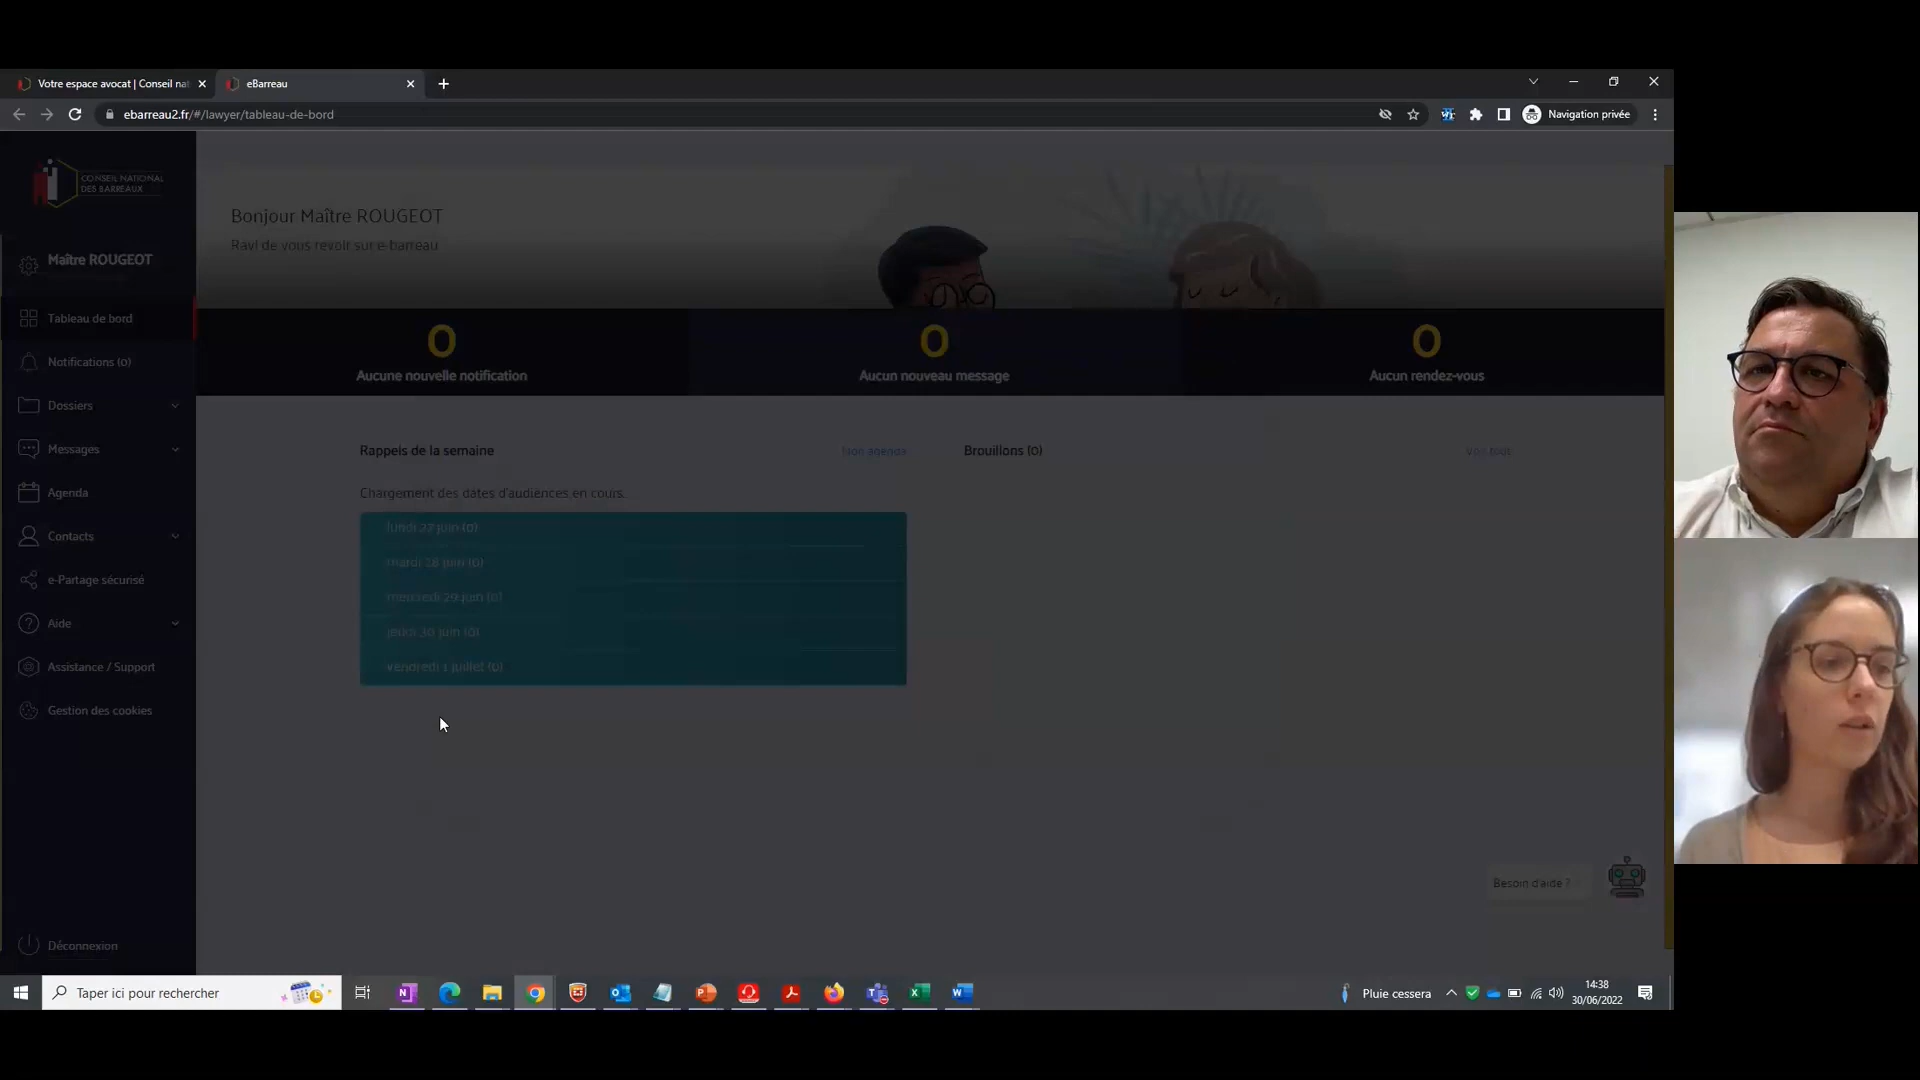 Votre espace avocat | Conseil nat
eBarreau
ebarreau2.fr/#/lawyer/tableau-de-bord
Navigation privée
CONSEIL NATIONAL
DES BARREAUX
Maître ROUGEOT
Tableau de bord
Notifications (0)
Dossiers
Messages
Agenda
Contacts
e-Partage sécurisé
Aide
Assistance / Support
Gestion des cookies
Déconnexion
Bonjour Maître ROUGEOT
Ravi de vous revoir sur e-barreau
0
Aucune nouvelle notification
0
Aucun nouveau message
0
Aucun rendez-vous
Rappels de la semaine
Mon agenda
Chargement des dates d'audiences en cours...
lundi 27 juin (0)
mardi 28 juin (0)
mercredi 29 juin (0)
jeudi 30 juin (0)
vendredi 1 juillet (0)
Brouillons (0)
Voir tout
Besoin d'aide ?
Taper ici pour rechercher
Pluie cessera
14:38
30/06/2022